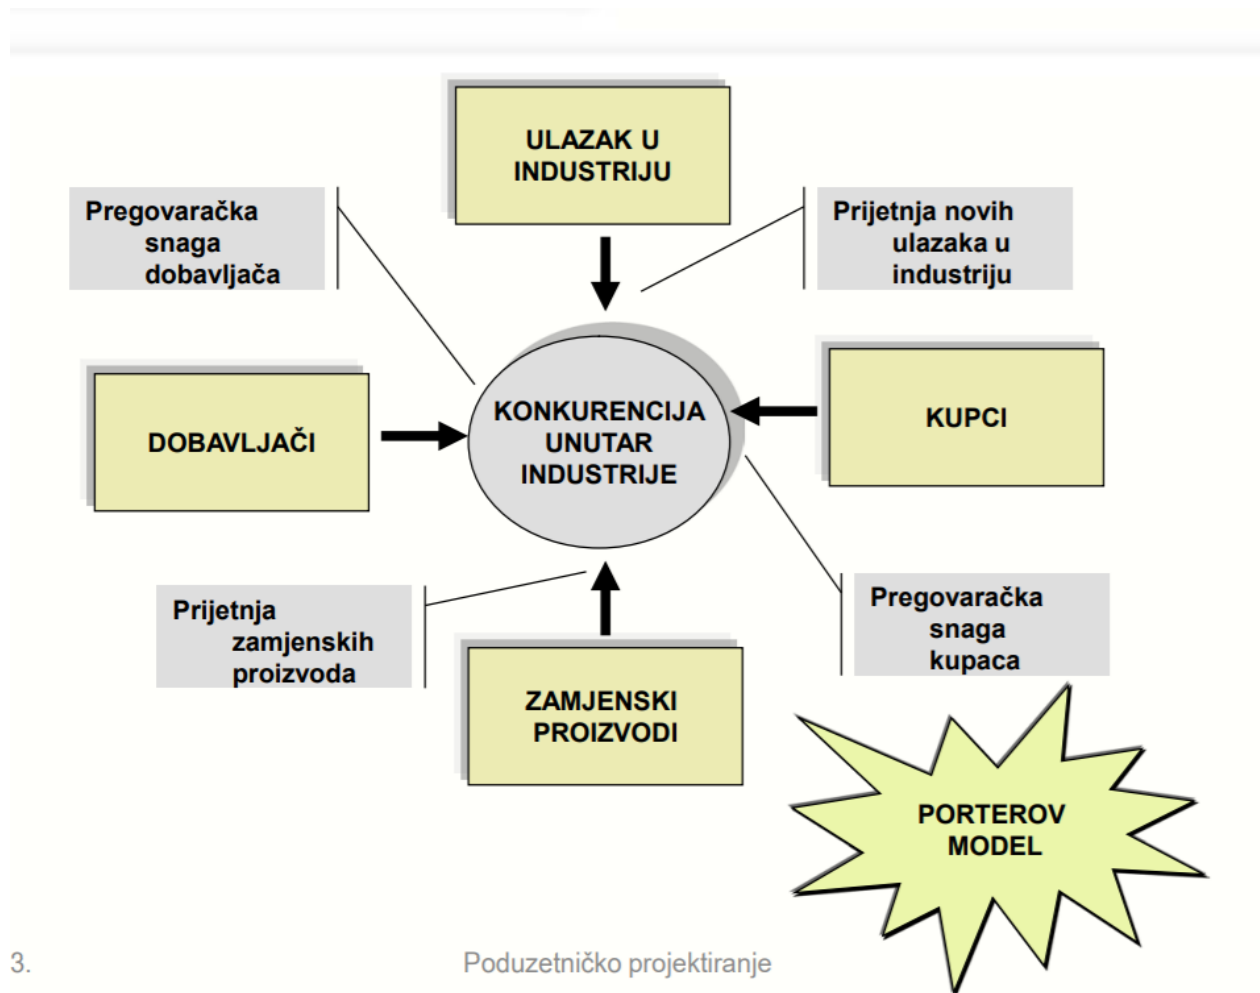 ULAZAK U
INDUSTRIJU
Pregovaračka
snaga
dobavljača
Prijetnja novih
ulazaka u
industriju
DOBAVLJAČI
KONKURENCIJA
UNUTAR
INDUSTRIJE
KUPCI
Prijetnja
zamjenskih
proizvoda
Pregovaračka
snaga
kupaca
ZAMJENSKI
PROIZVODI
PORTEROV
MODEL
3.
Poduzetničko projektiranje